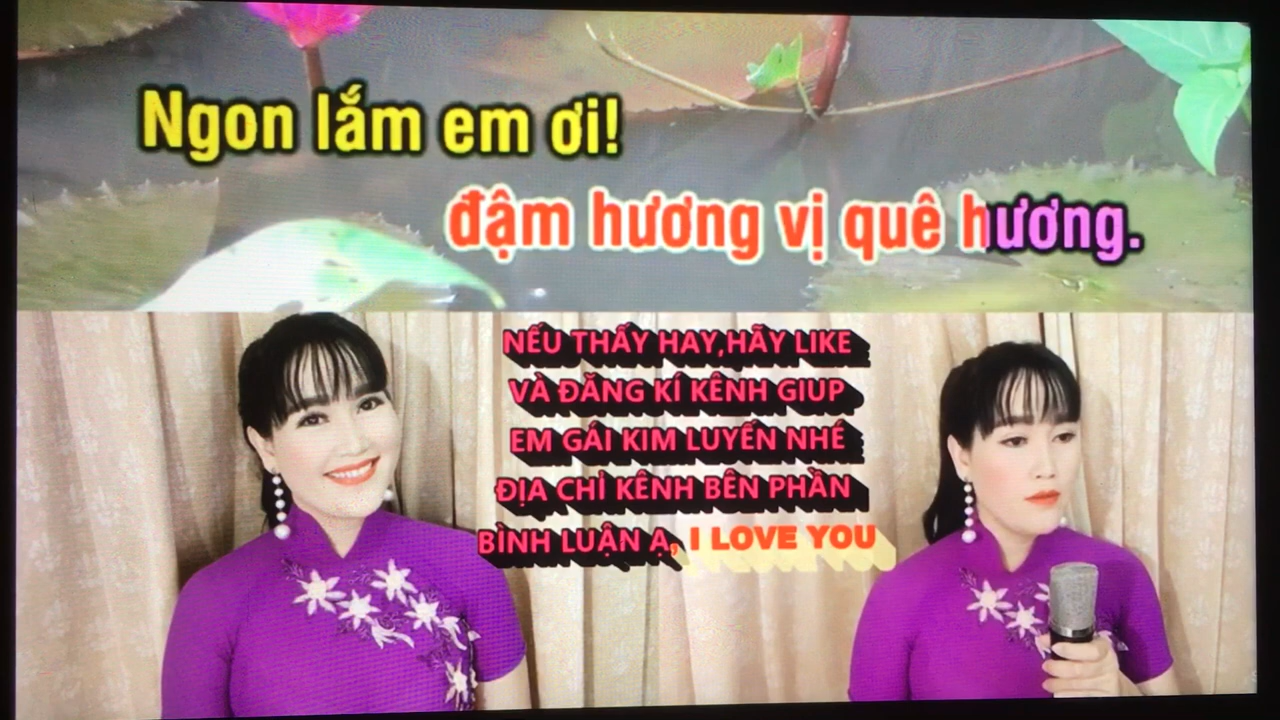 Ngon lắm em ơi!
đậm hương vị quê hương.
NẾU THẤY HAY,HÃY LIKE
VÀ ĐĂNG KÍ KÊNH GIUP
EM GÁI KIM LUYẾN NHÉ
ĐỊA CHỈ KÊNH BÊN PHẦN
BÌNH LUẬN Ạ, I LOVE YOU